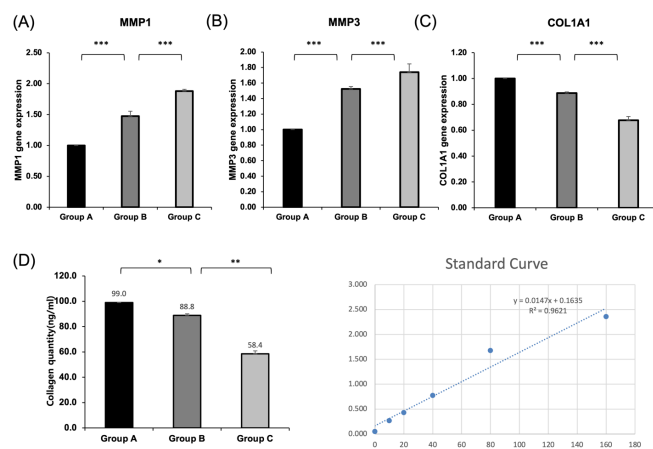 (A)
MMP1
MMP1 gene expression
2.50
2.00
1.50
1.00
0.50
0.00
***
***
Group A
Group B
Group C
(B)
MMP3
MMP3 gene expression
2.00
1.80
1.60
1.40
1.20
1.00
0.80
0.60
0.40
0.20
0.00
***
***
Group A
Group B
Group C
(C)
COL1A1
COL1A1 gene expression
1.20
1.00
0.80
0.60
0.40
0.20
0.00
***
***
Group A
Group B
Group C
(D)
Collagen quantity(ng/ml)
120.0
100.0
80.0
60.0
40.0
20.0
0.0
*
**
99.0
88.8
58.4
Group A
Group B
Group C
Standard Curve
y = 0.0147x + 0.1635
R² = 0.9621
3.000
2.500
2.000
1.500
1.000
0.500
0.000
0
20
40
60
80
100
120
140
160
180